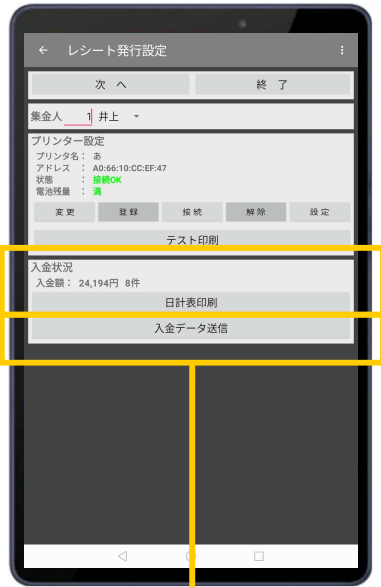 レシート発行設定
次 へ 終 了
集金人 1 井上
プリンター設定
プリンタ名： あ
アドレス ： A0:66:10:CC:EF:47
状態 ： 接続OK
電池残量 ： 満
変更 登録 接続 解除 設定
テスト印刷
入金状況
入金額： 24,194円 8件
日計表印刷
入金データ送信